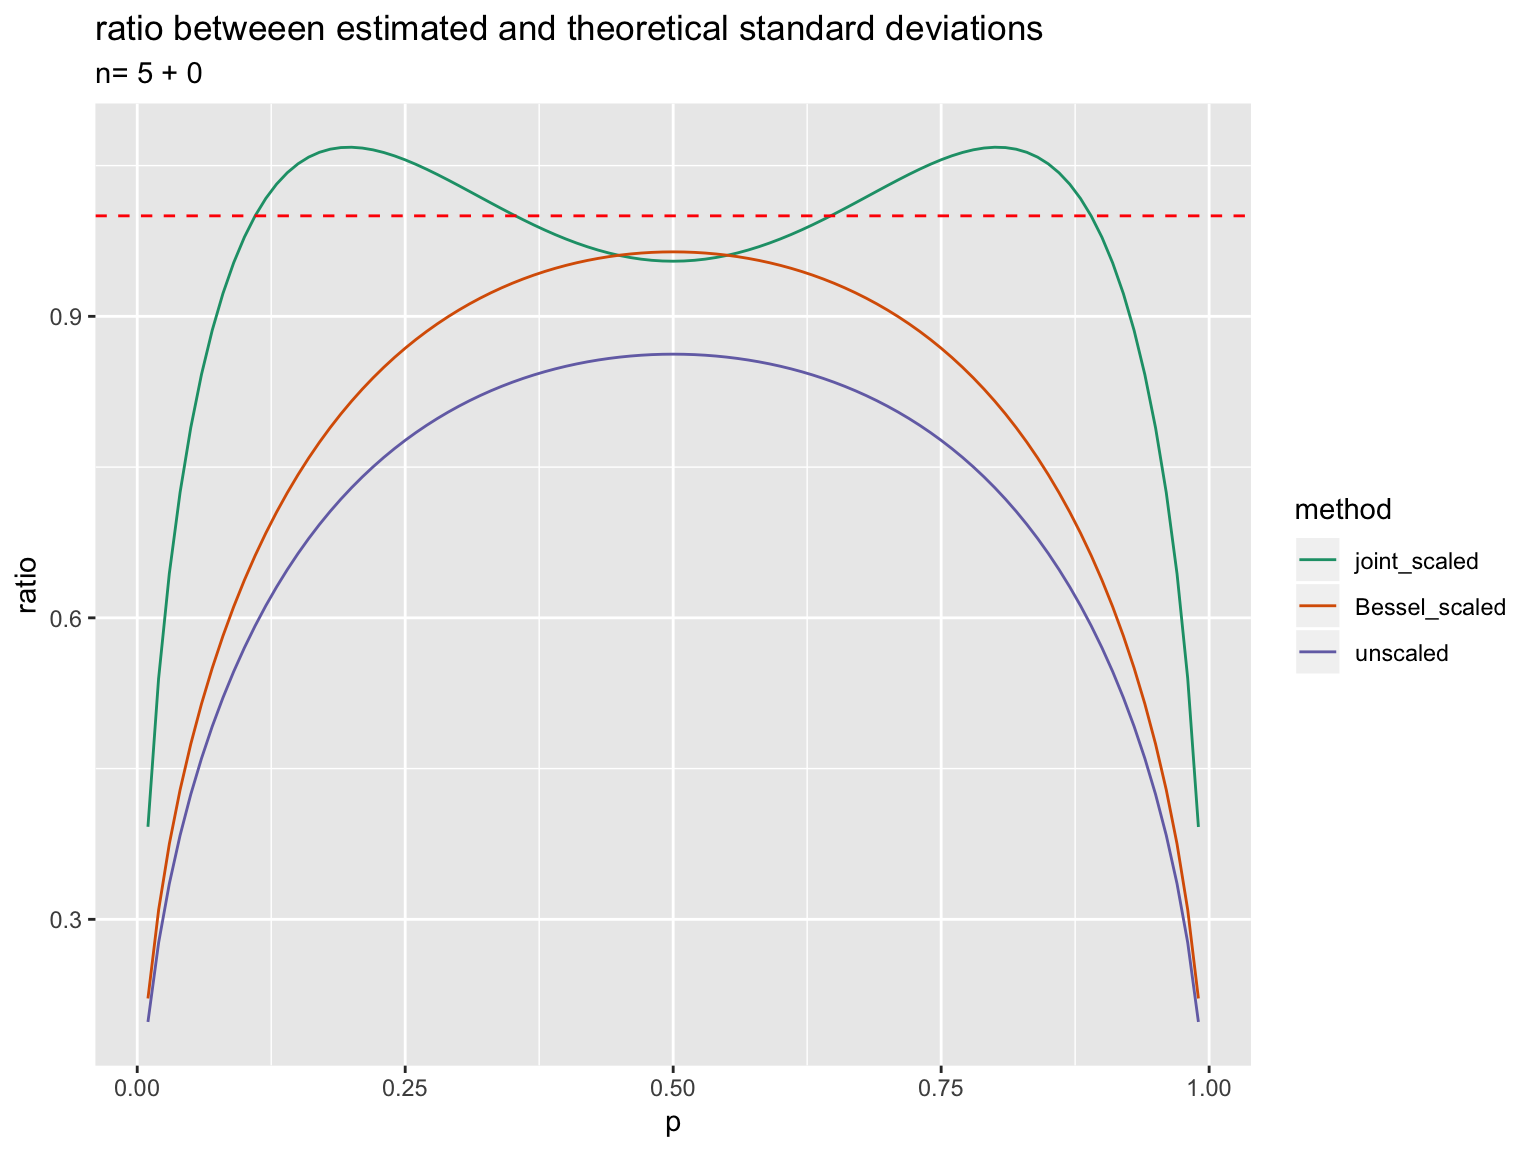 ratio betweeen estimated and theoretical standard deviations
n= 5 + 0
ratio
0.9
0.6
0.3
0.00 0.25 0.50 0.75 1.00
p
method
joint_scaled
Bessel_scaled
unscaled